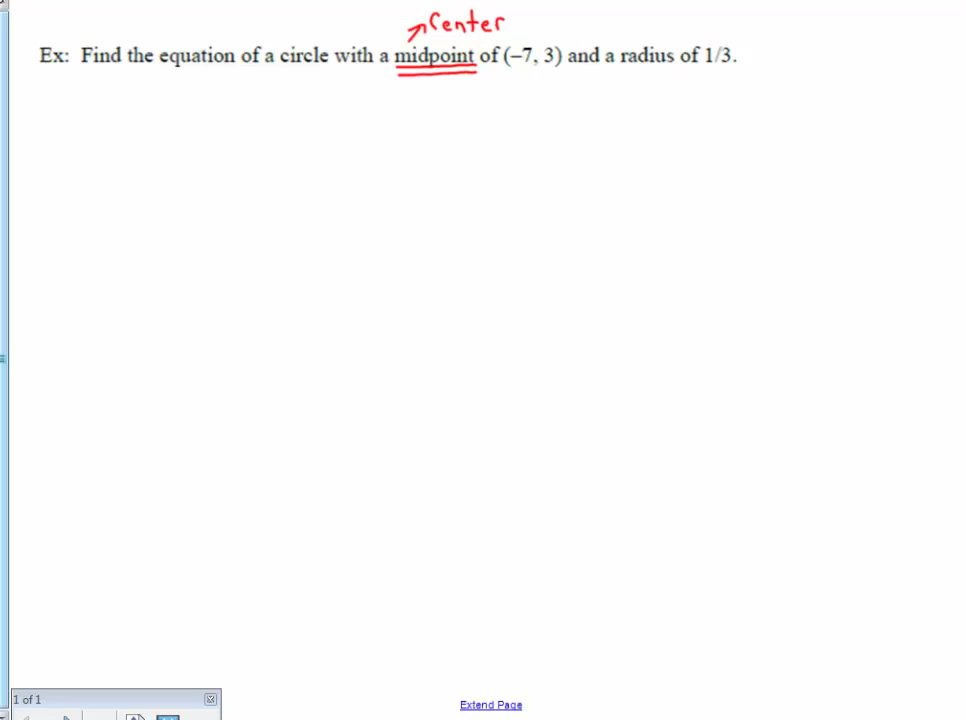 Center
Ex: Find the equation of a circle with a midpoint of (–7, 3) and a radius of 1/3.
1 of 1
Extend Page